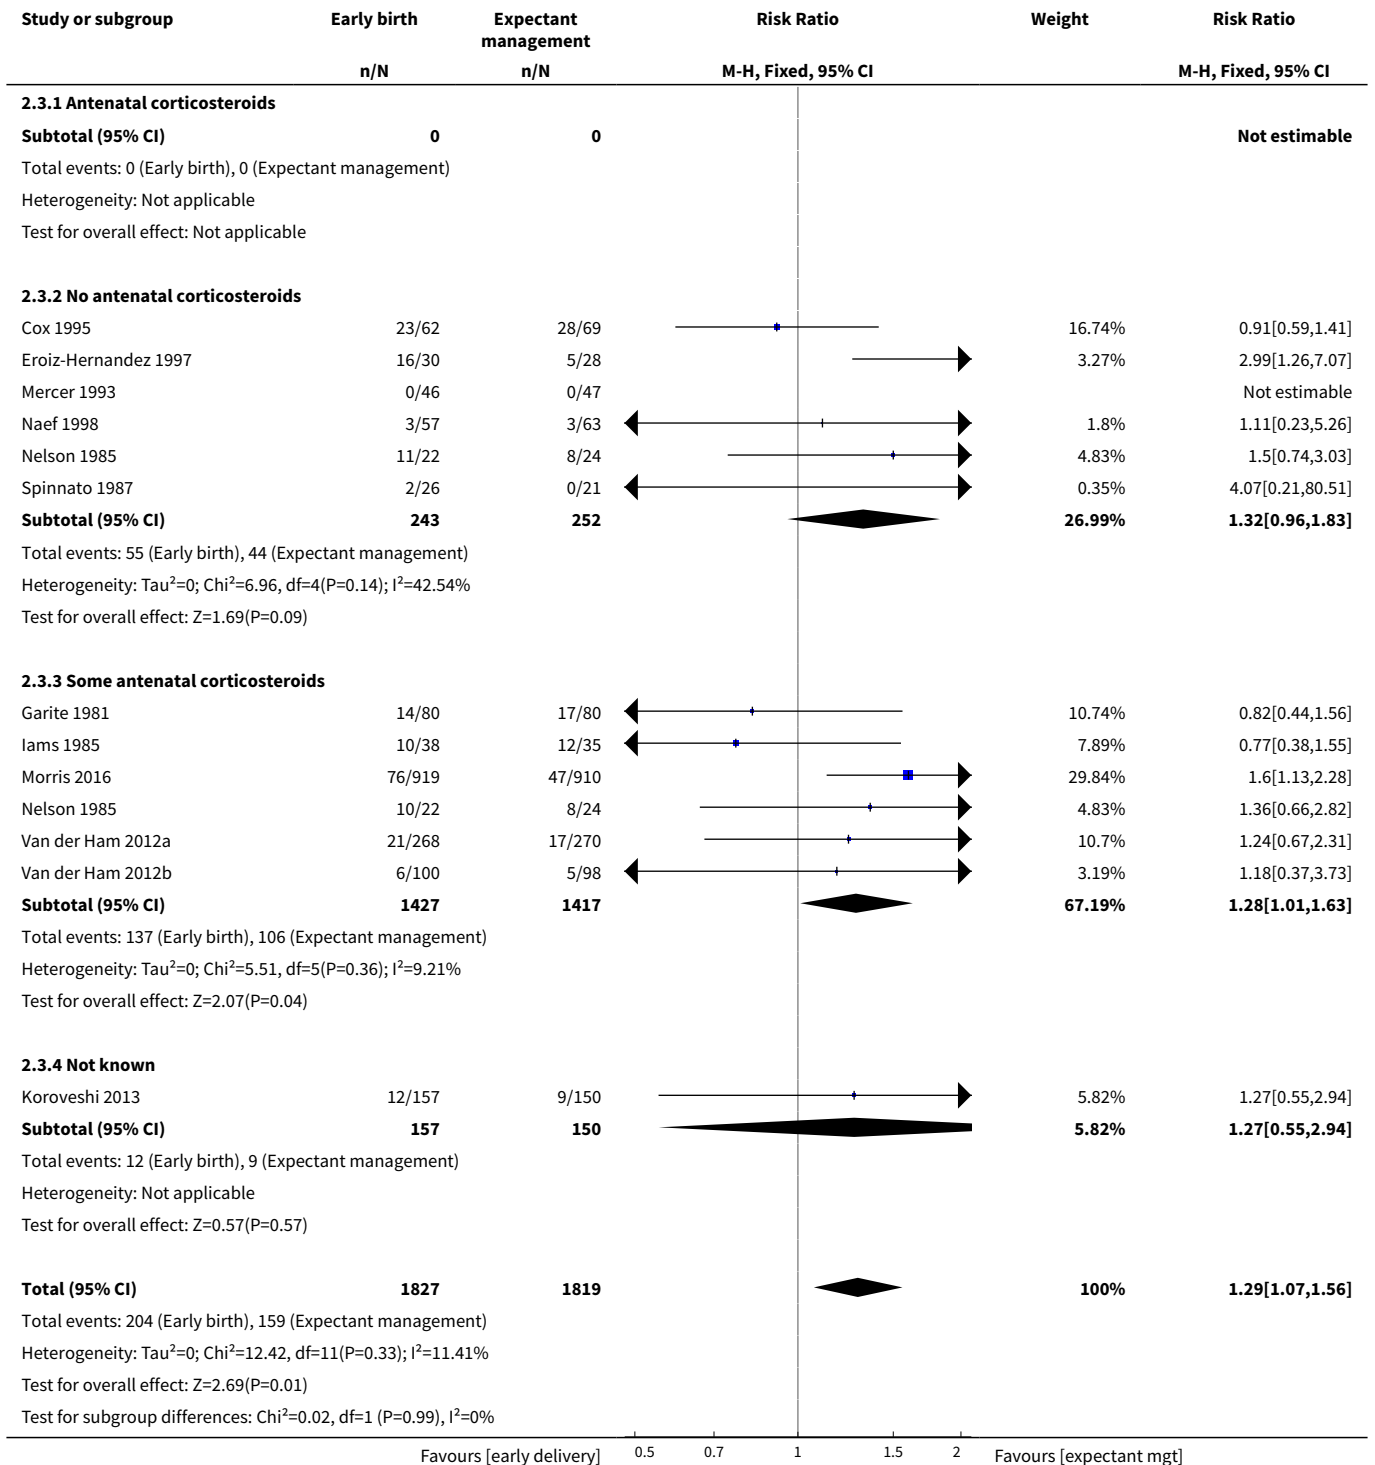 Study or subgroup Early birth Expectant management Risk Ratio Weight Risk Ratio
n/N n/N M-H, Fixed, 95% CI M-H, Fixed, 95% CI
2.3.1 Antenatal corticosteroids
Subtotal (95% CI) 0 0 Not estimable
Total events: 0 (Early birth), 0 (Expectant management)
Heterogeneity: Not applicable
Test for overall effect: Not applicable
2.3.2 No antenatal corticosteroids
Cox 1995 23/62 28/69 16.74% 0.91[0.59,1.41]
Eroiz-Hernandez 1997 16/30 5/28 3.27% 2.99[1.26,7.07]
Mercer 1993 0/46 0/47 Not estimable
Naef 1998 3/57 3/63 1.8% 1.11[0.23,5.26]
Nelson 1985 11/22 8/24 4.83% 1.5[0.74,3.03]
Spinnato 1987 2/26 0/21 0.35% 4.07[0.21,80.51]
Subtotal (95% CI) 243 252 26.99% 1.32[0.96,1.83]
Total events: 55 (Early birth), 44 (Expectant management)
Heterogeneity: Tau²=0; Chi²=6.96, df=4(P=0.14); I²=42.54%
Test for overall effect: Z=1.69(P=0.09)
2.3.3 Some antenatal corticosteroids
Garite 1981 14/80 17/80 10.74% 0.82[0.44,1.56]
Iams 1985 10/38 12/35 7.89% 0.77[0.38,1.55]
Morris 2016 76/919 47/910 29.84% 1.6[1.13,2.28]
Nelson 1985 10/22 8/24 4.83% 1.36[0.66,2.82]
Van der Ham 2012a 21/268 17/270 10.7% 1.24[0.67,2.31]
Van der Ham 2012b 6/100 5/98 3.19% 1.18[0.37,3.73]
Subtotal (95% CI) 1427 1417 67.19% 1.28[1.01,1.63]
Total events: 137 (Early birth), 106 (Expectant management)
Heterogeneity: Tau²=0; Chi²=5.51, df=5(P=0.36); I²=9.21%
Test for overall effect: Z=2.07(P=0.04)
2.3.4 Not known
Koroveshi 2013 12/157 9/150 5.82% 1.27[0.55,2.94]
Subtotal (95% CI) 157 150 5.82% 1.27[0.55,2.94]
Total events: 12 (Early birth), 9 (Expectant management)
Heterogeneity: Not applicable
Test for overall effect: Z=0.57(P=0.57)
Total (95% CI) 1827 1819 100% 1.29[1.07,1.56]
Total events: 204 (Early birth), 159 (Expectant management)
Heterogeneity: Tau²=0; Chi²=12.42, df=11(P=0.33); I²=11.41%
Test for overall effect: Z=2.69(P=0.01)
Test for subgroup differences: Chi²=0.02, df=1 (P=0.99), I²=0%
Favours [early delivery] 0.5 0.7 1 1.5 2 Favours [expectant mgt]